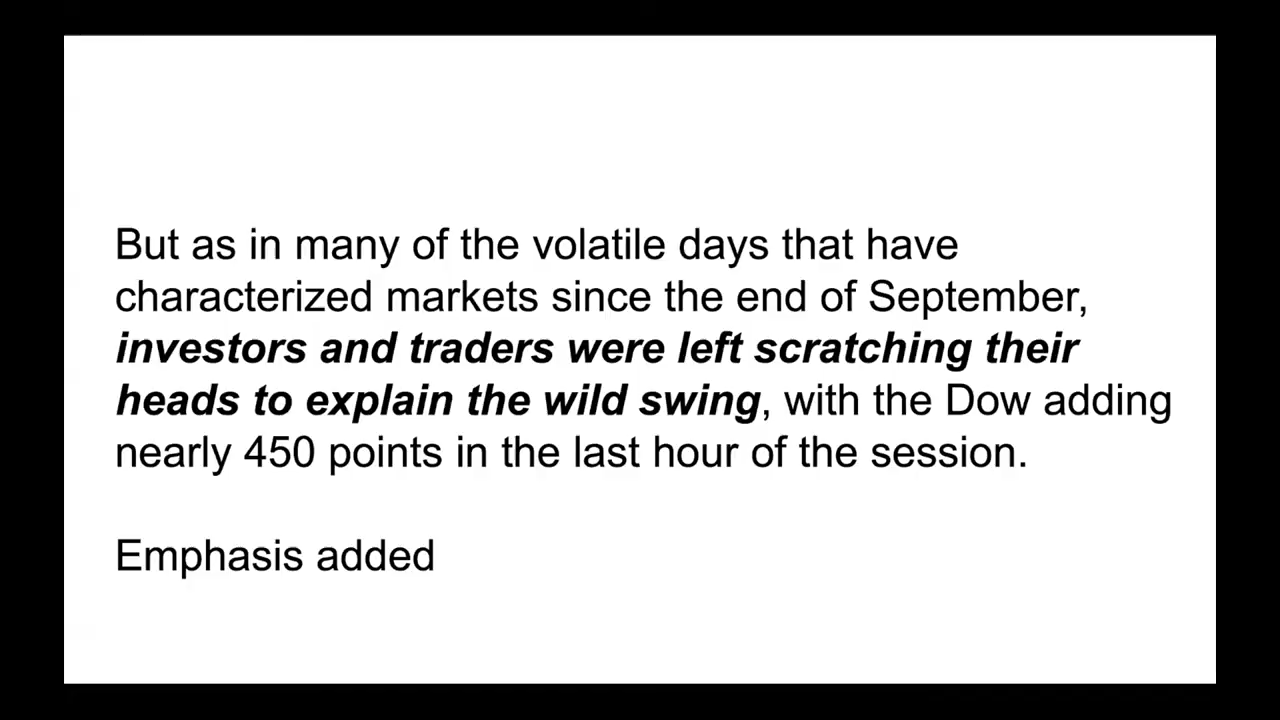 But as in many of the volatile days that have
characterized markets since the end of September,
investors and traders were left scratching their
heads to explain the wild swing, with the Dow adding
nearly 450 points in the last hour of the session.
Emphasis added